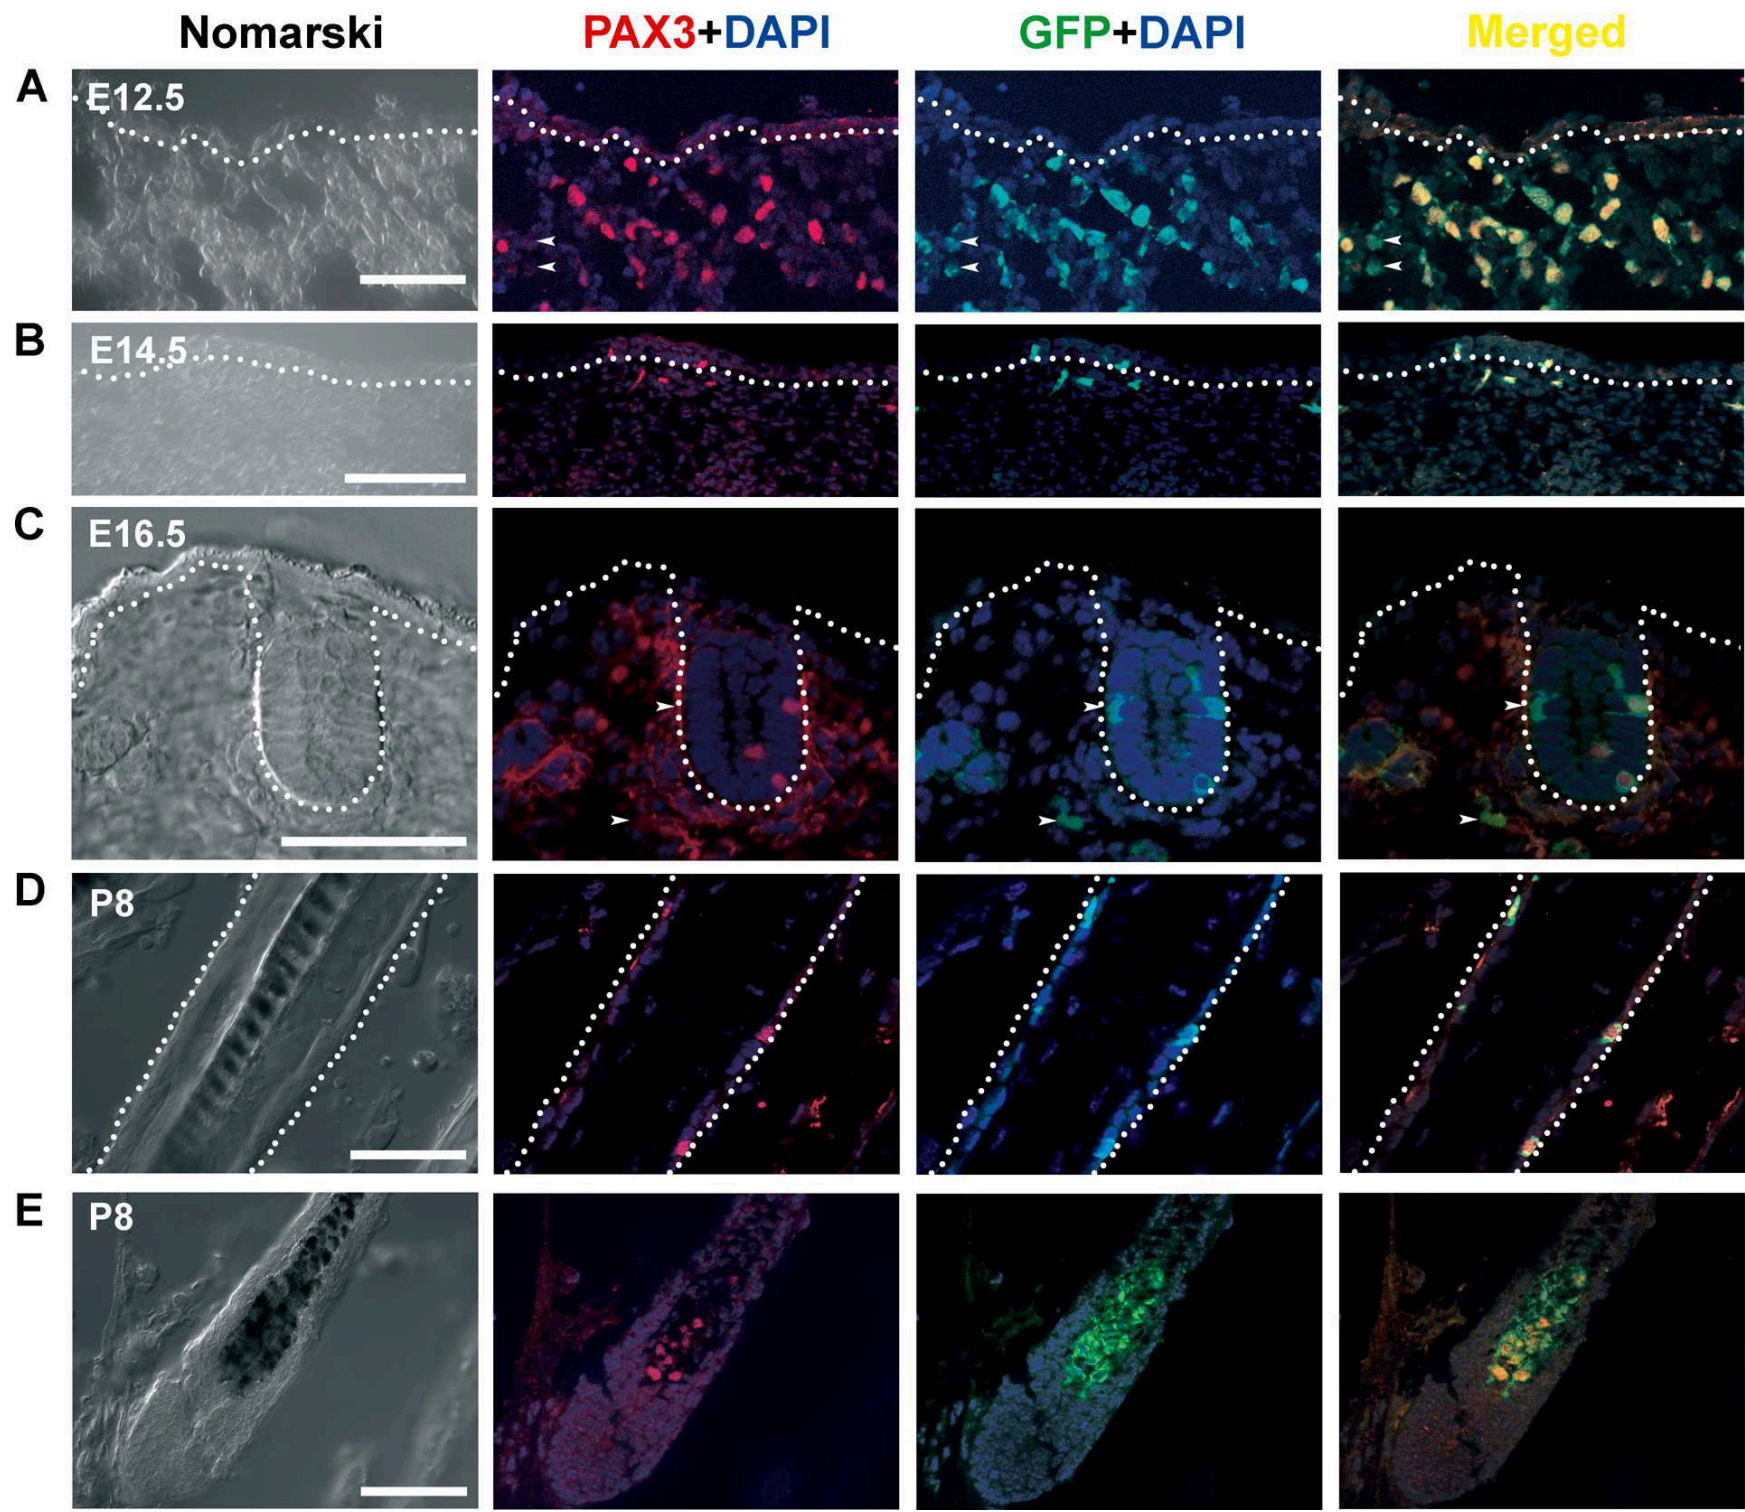 Nomarski PAX3+DAPI GFP+DAPI Merged
A E12.5
B E14.5
C E16.5
D P8
E P8